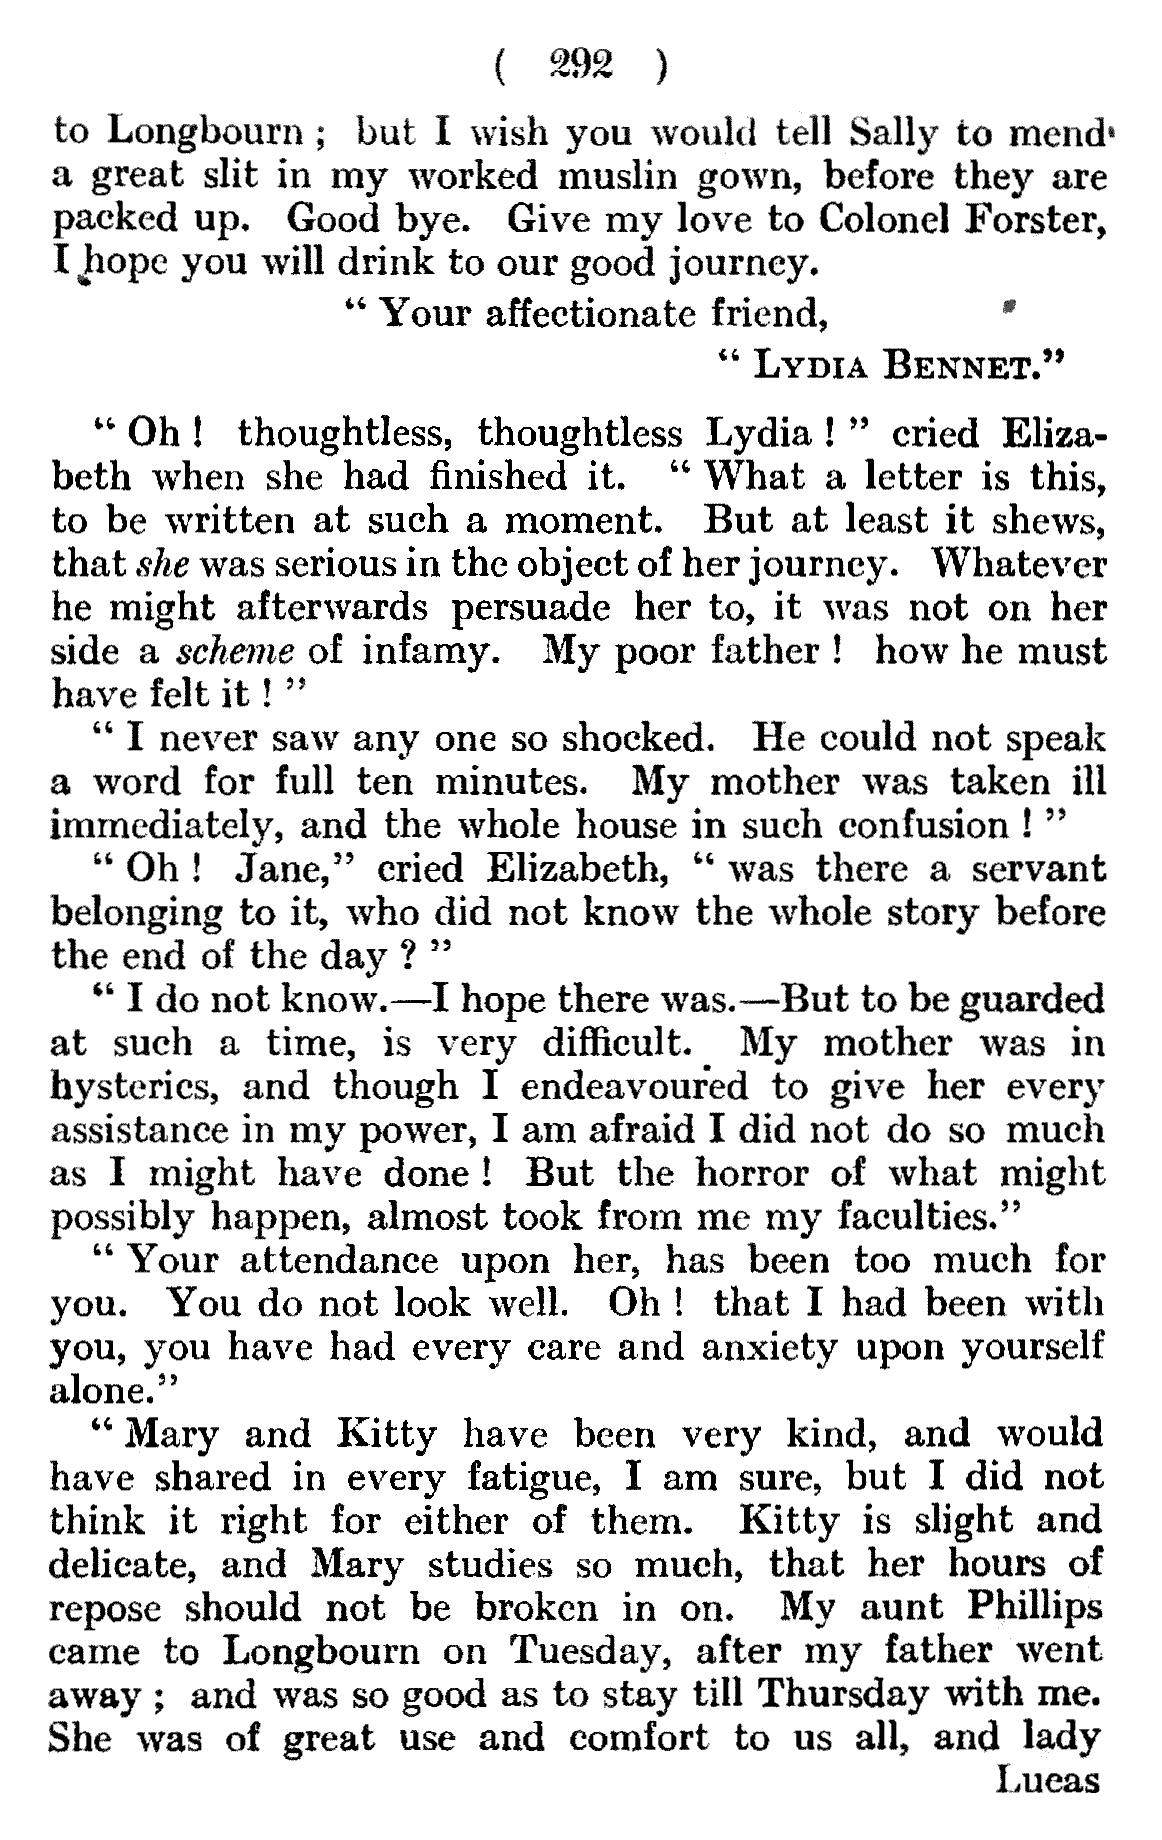 ( 292 )
to Longbourn ; but I wish you would tell Sally to mend
a great slit in my worked muslin gown, before they are
packed up. Good bye. Give my love to Colonel Forster,
I hope you will drink to our good journey.
“ Your affectionate friend,
“ LYDIA BENNET.”
“ Oh ! thoughtless, thoughtless Lydia ! ” cried Eliza-
beth when she had finished it. “ What a letter is this,
to be written at such a moment. But at least it shews,
that she was serious in the object of her journey. Whatever
he might afterwards persuade her to, it was not on her
side a scheme of infamy. My poor father ! how he must
have felt it ! ”
“ I never saw any one so shocked. He could not speak
a word for full ten minutes. My mother was taken ill
immediately, and the whole house in such confusion ! ”
“ Oh ! Jane,” cried Elizabeth, “ was there a servant
belonging to it, who did not know the whole story before
the end of the day ? ”
“ I do not know.—I hope there was.—But to be guarded
at such a time, is very difficult. My mother was in
hysterics, and though I endeavoured to give her every
assistance in my power, I am afraid I did not do so much
as I might have done ! But the horror of what might
possibly happen, almost took from me my faculties.”
“ Your attendance upon her, has been too much for
you. You do not look well. Oh ! that I had been with
you, you have had every care and anxiety upon yourself
alone.”
“ Mary and Kitty have been very kind, and would
have shared in every fatigue, I am sure, but I did not
think it right for either of them. Kitty is slight and
delicate, and Mary studies so much, that her hours of
repose should not be broken in on. My aunt Phillips
came to Longbourn on Tuesday, after my father went
away ; and was so good as to stay till Thursday with me.
She was of great use and comfort to us all, and lady
Lucas